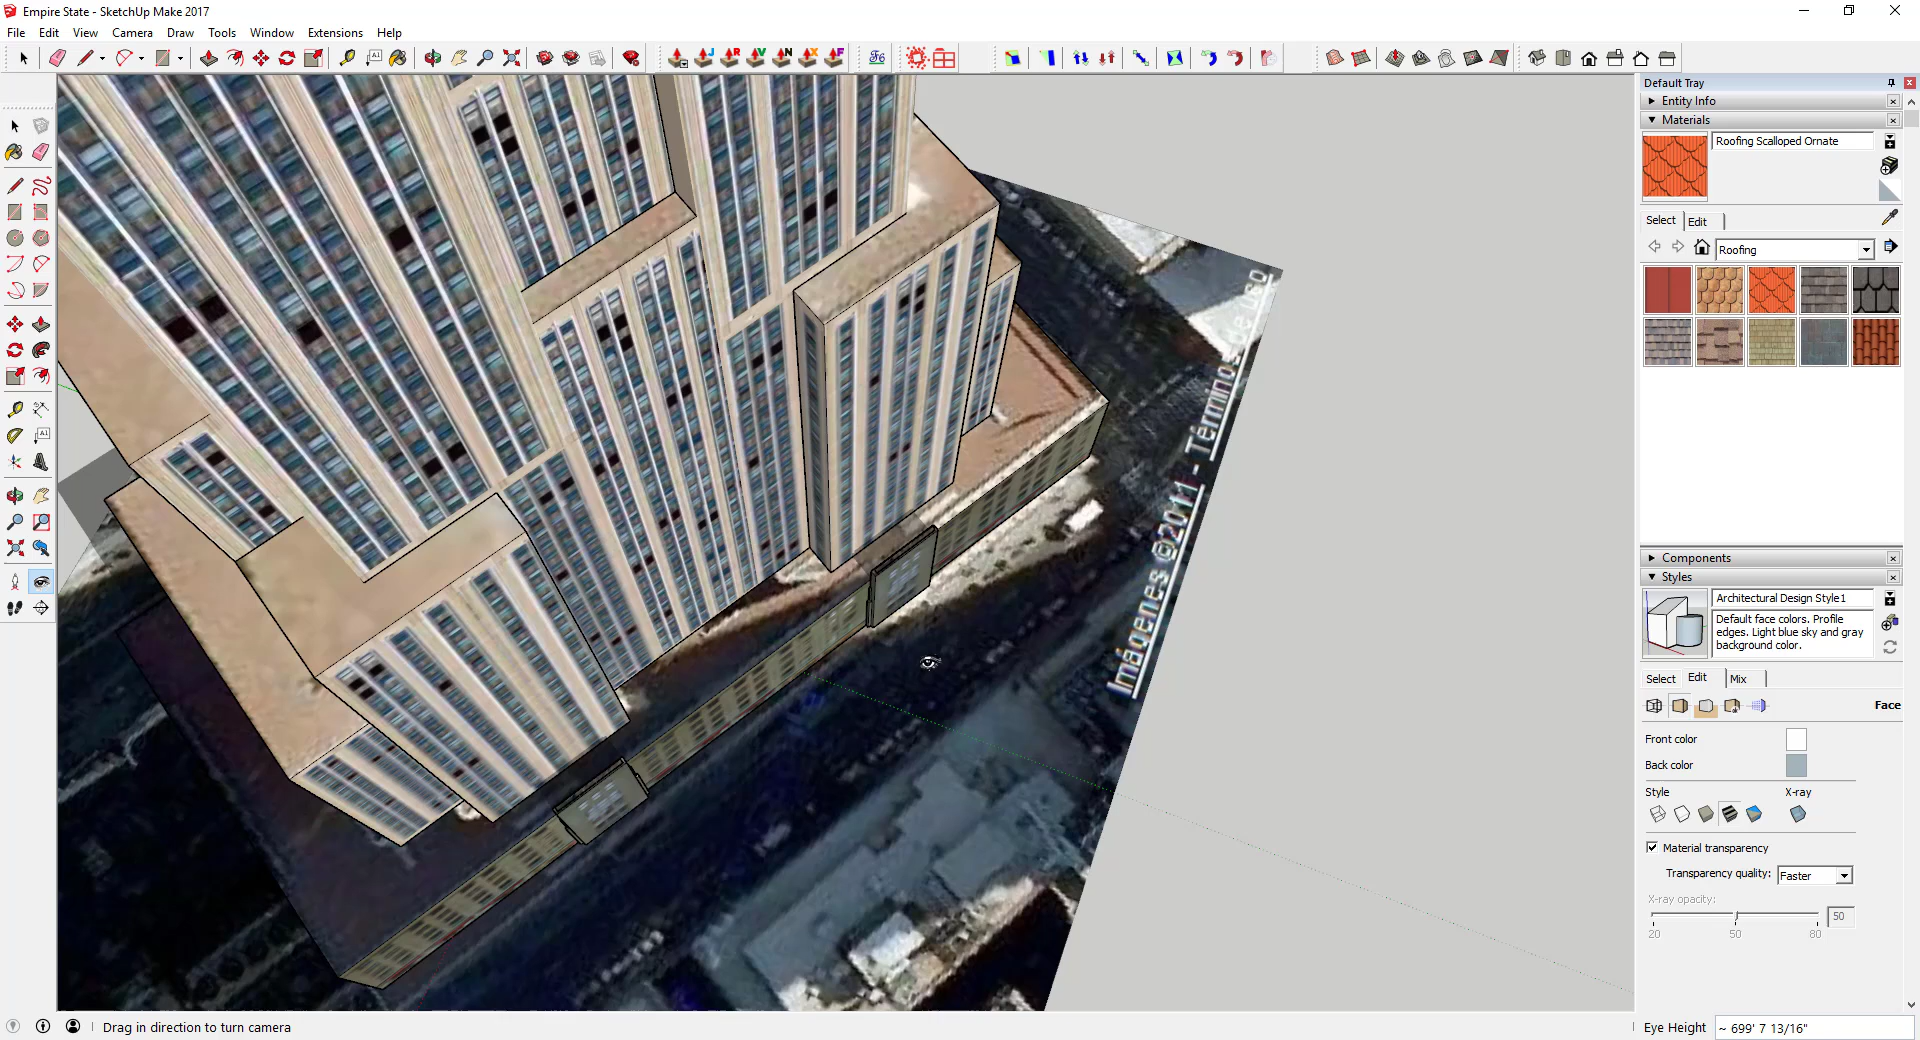 Empire State - SketchUp Make 2017
File Edit View Camera Draw Tools Window Extensions Help
Default Tray
Entity Info
Materials
Roofing Scalloped Ornate
Select Edit
Roofing
Components
Styles
Architectural Design Style1
Default face colors. Profile
edges. Light blue sky and gray
background color.
Select Edit Mix
Face
Front color
Back color
Style X-ray
Material transparency
Transparency quality: Faster
X-ray opacity:
50
20 50 80
Imágenes ©2011 - Términos de uso
Drag in direction to turn camera
Eye Height ~ 699' 7 13/16"